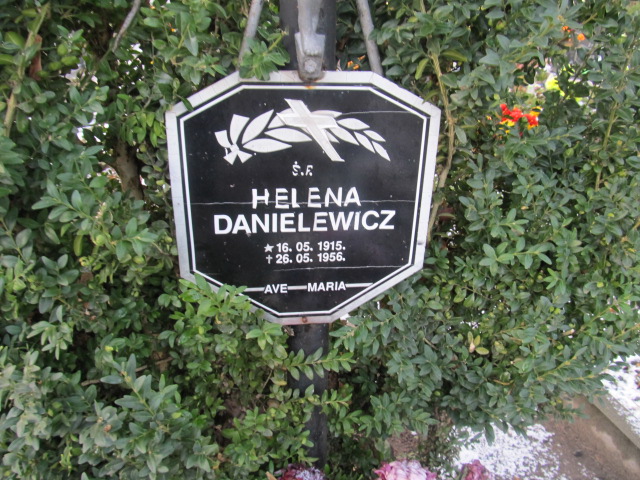 Ś.P.
HELENA
DANIELEWICZ
★ 16. 05. 1915.
✝ 26. 05. 1956.
AVE MARIA